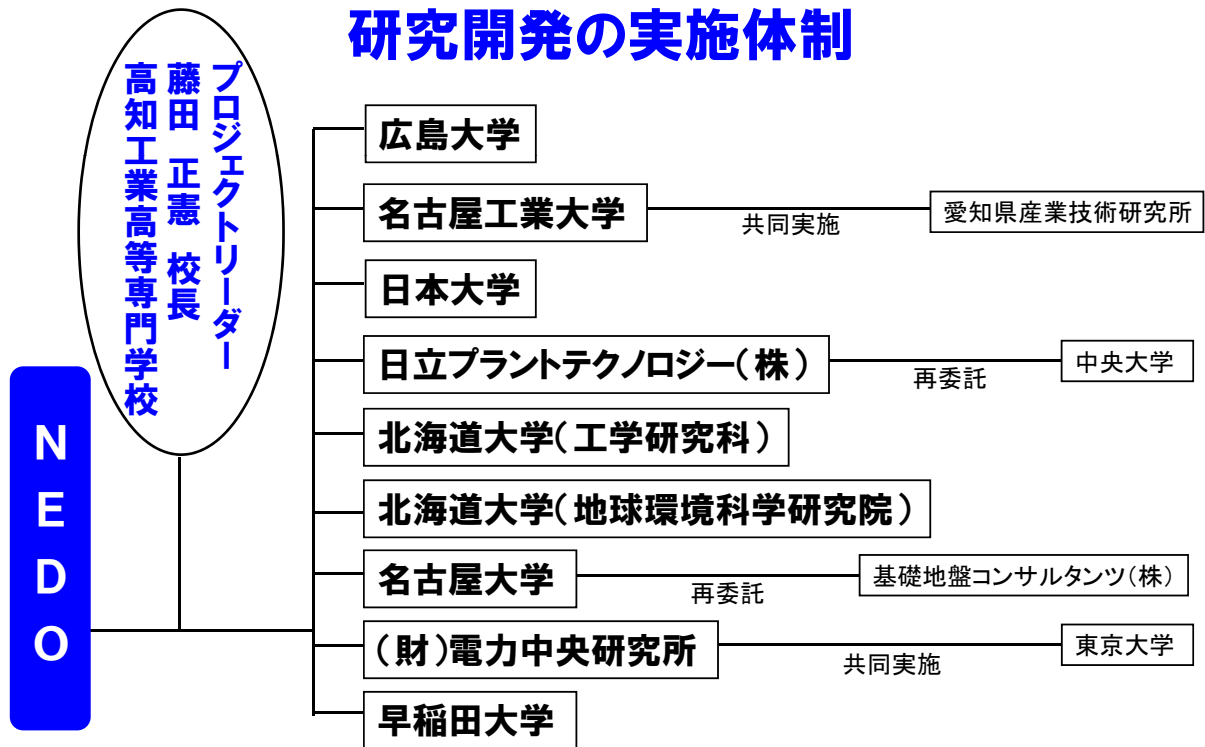 研究開発の実施体制
プロジェクトリーダー
藤田 正憲 校長
高知工業高等専門学校
NEDO
広島大学
名古屋工業大学
共同実施
愛知県産業技術研究所
日本大学
日立プラントテクノロジー(株)
再委託
中央大学
北海道大学(工学研究科)
北海道大学(地球環境科学研究院)
名古屋大学
再委託
基礎地盤コンサルタンツ(株)
(財)電力中央研究所
共同実施
東京大学
早稲田大学